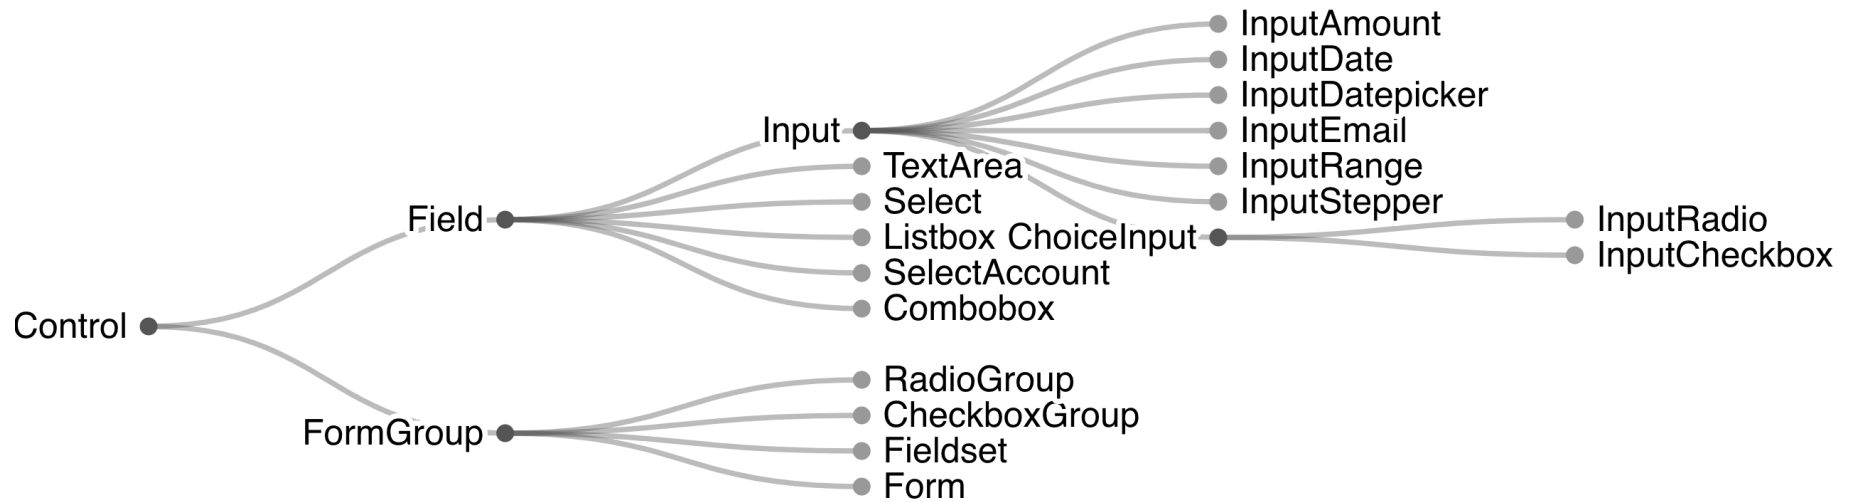 InputAmount
InputDate
InputDatepicker
Input
InputEmail
TextArea
InputRange
Select
InputStepper
Field
InputRadio
Listbox
ChoiceInput
InputCheckbox
SelectAccount
Combobox
Control
RadioGroup
CheckboxGroup
FormGroup
Fieldset
Form